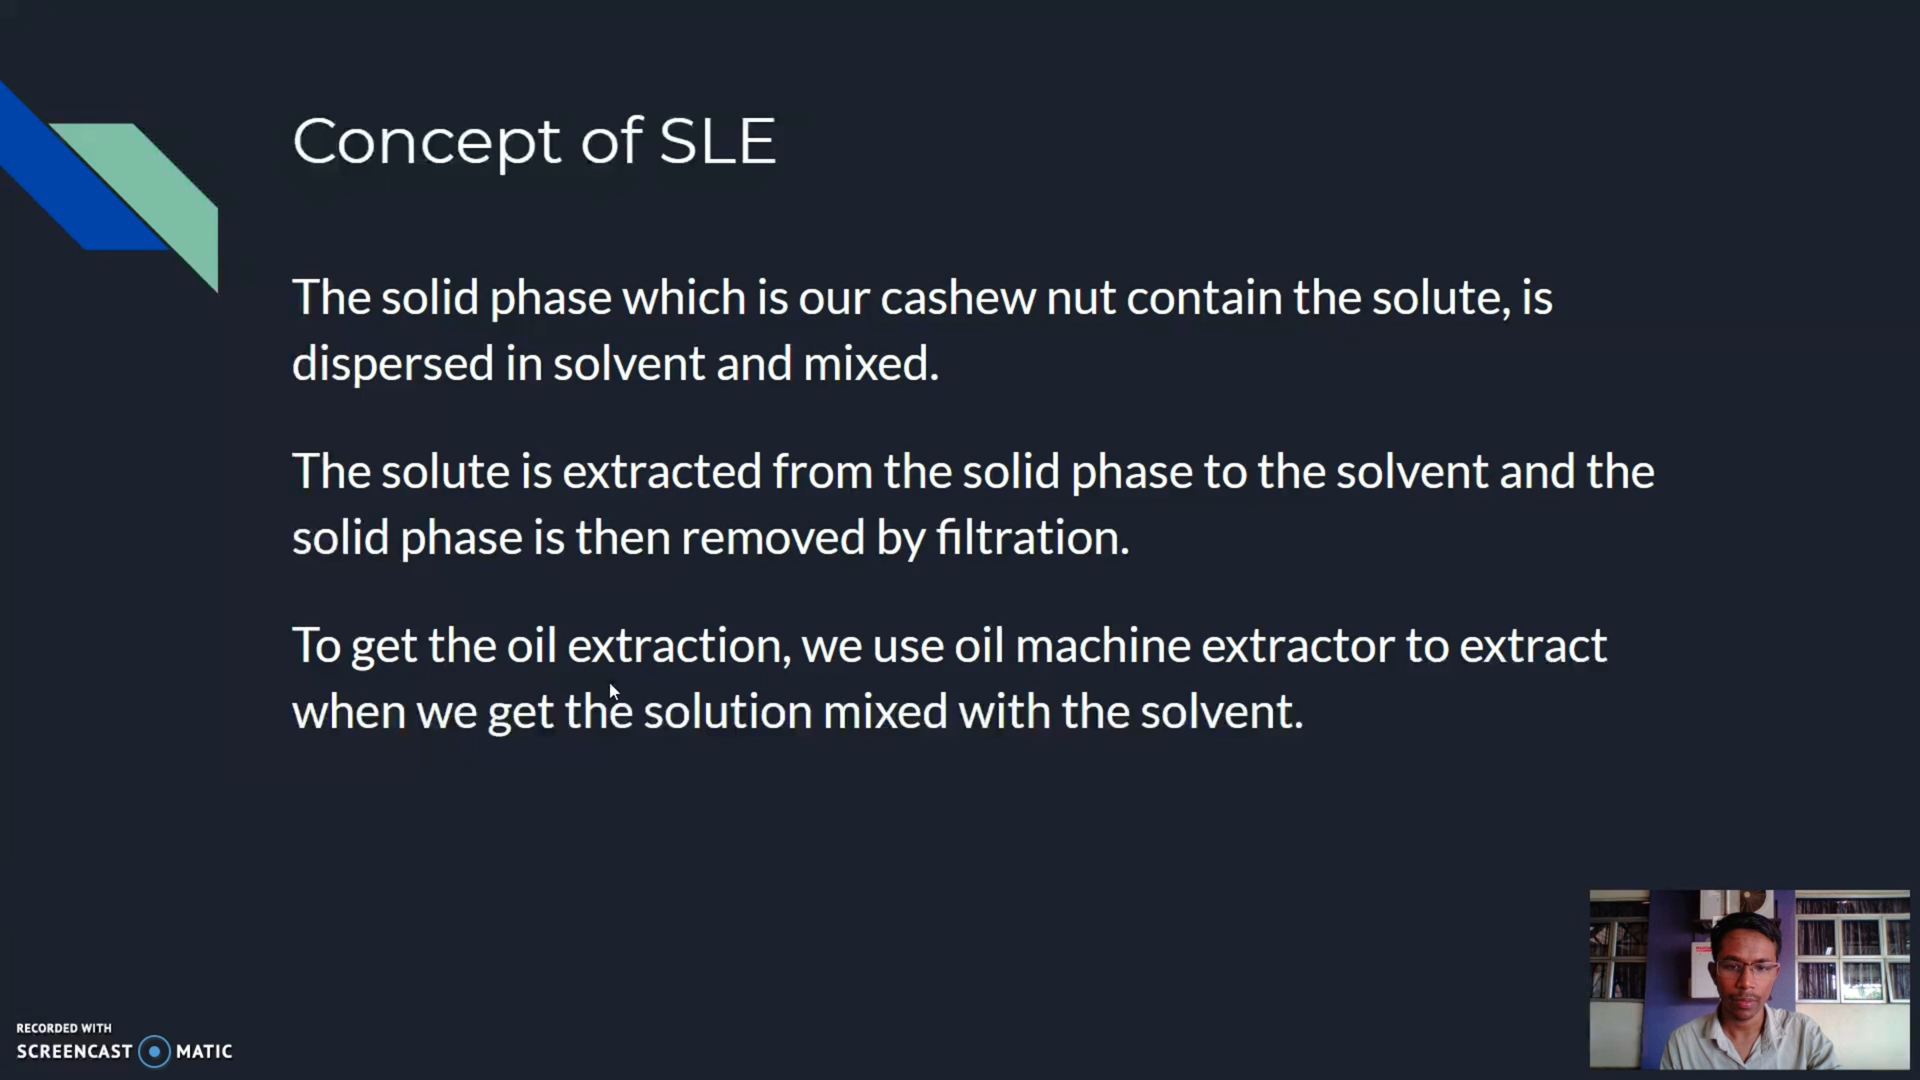 Concept of SLE
The solid phase which is our cashew nut contain the solute, is
dispersed in solvent and mixed.
The solute is extracted from the solid phase to the solvent and the
solid phase is then removed by filtration.
To get the oil extraction, we use oil machine extractor to extract
when we get the solution mixed with the solvent.
RECORDED WITH
SCREENCAST MATIC